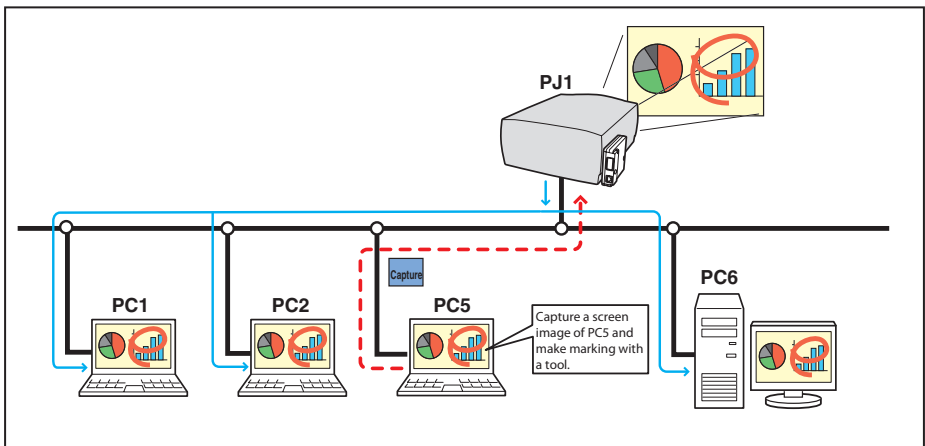 PJ1
Capture
PC6
PC1
PC2
PC5
Capture a screen
image of PC5 and
make marking with
a tool.